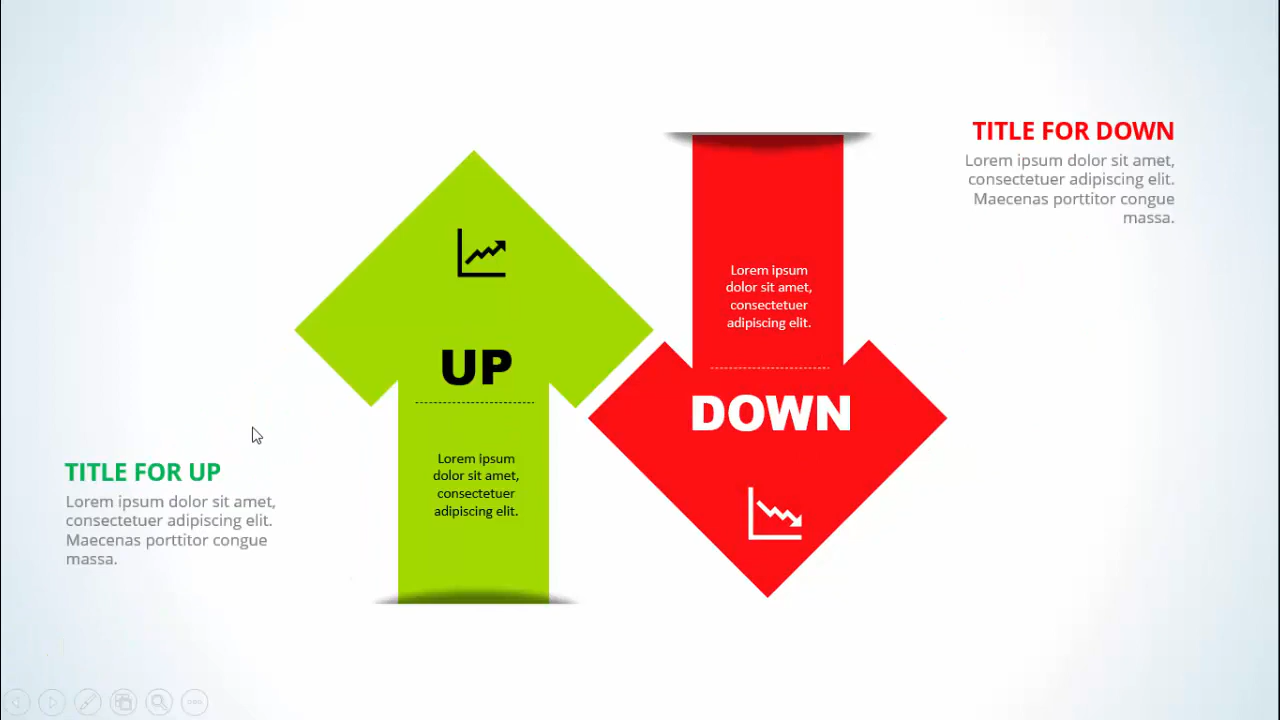 TITLE FOR DOWN
Lorem ipsum dolor sit amet,
consectetuer adipiscing elit.
Maecenas porttitor congue
massa.
Lorem ipsum
dolor sit amet,
consectetuer
adipiscing elit.
DOWN
UP
Lorem ipsum
dolor sit amet,
consectetuer
adipiscing elit.
TITLE FOR UP
Lorem ipsum dolor sit amet,
consectetuer adipiscing elit.
Maecenas porttitor congue
massa.